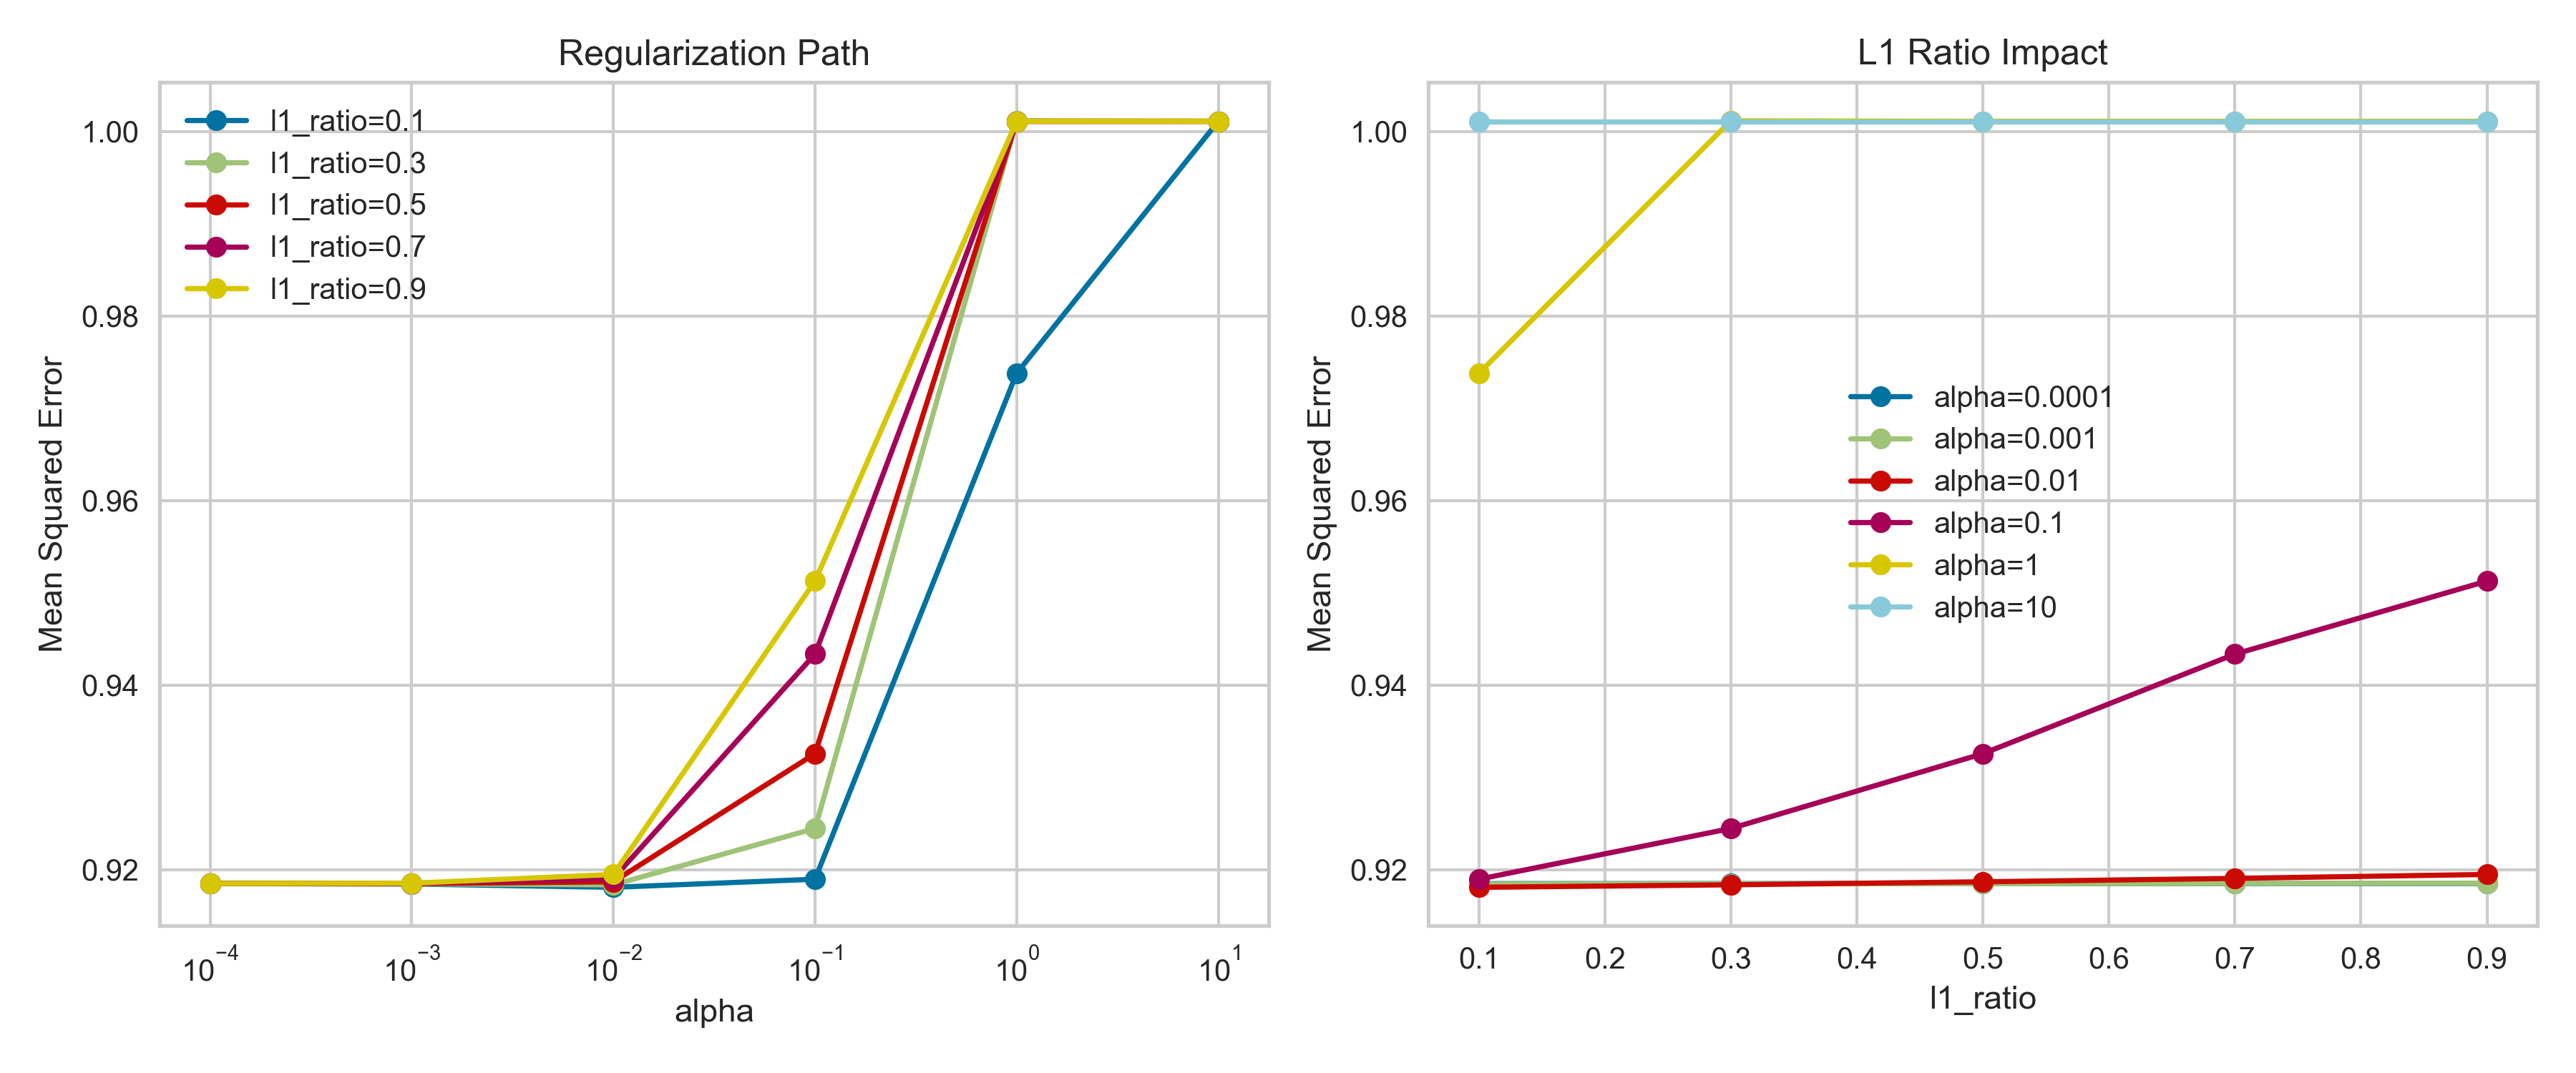 Regularization Path
Mean Squared Error
1.00
0.98
0.96
0.94
0.92
l1_ratio=0.1
l1_ratio=0.3
l1_ratio=0.5
l1_ratio=0.7
l1_ratio=0.9
10⁻⁴ 10⁻³ 10⁻² 10⁻¹ 10⁰ 10¹
alpha
L1 Ratio Impact
Mean Squared Error
1.00
0.98
0.96
0.94
0.92
alpha=0.0001
alpha=0.001
alpha=0.01
alpha=0.1
alpha=1
alpha=10
0.1 0.2 0.3 0.4 0.5 0.6 0.7 0.8 0.9
l1_ratio